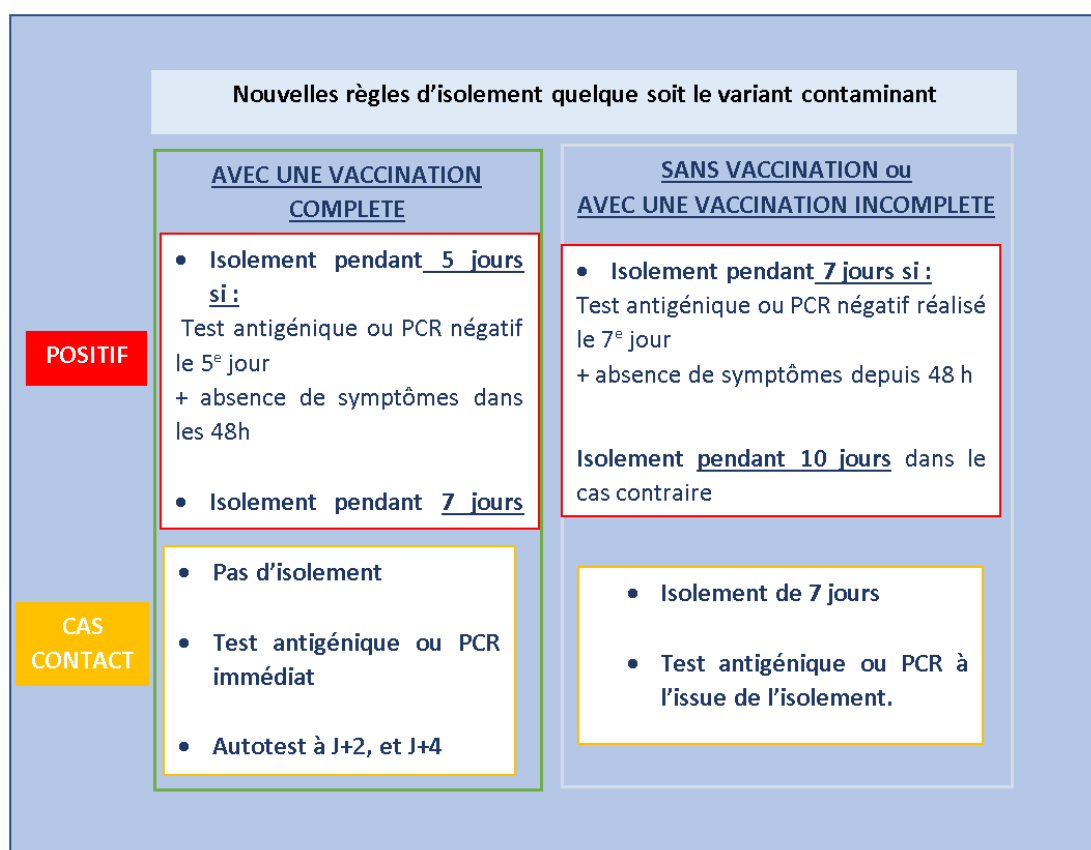 Nouvelles règles d'isolement quelque soit le variant contaminant
AVEC UNE VACCINATION
COMPLETE
SANS VACCINATION ou
AVEC UNE VACCINATION INCOMPLETE
POSITIF
• Isolement pendant 5 jours
si :
Test antigénique ou PCR négatif
le 5e jour
+ absence de symptômes dans
les 48h
• Isolement pendant 7 jours
• Isolement pendant 7 jours si :
Test antigénique ou PCR négatif réalisé
le 7e jour
+ absence de symptômes depuis 48 h
Isolement pendant 10 jours dans le
cas contraire
CAS
CONTACT
• Pas d'isolement
• Test antigénique ou PCR
immédiat
• Autotest à J+2, et J+4
• Isolement de 7 jours
• Test antigénique ou PCR à
l'issue de l'isolement.